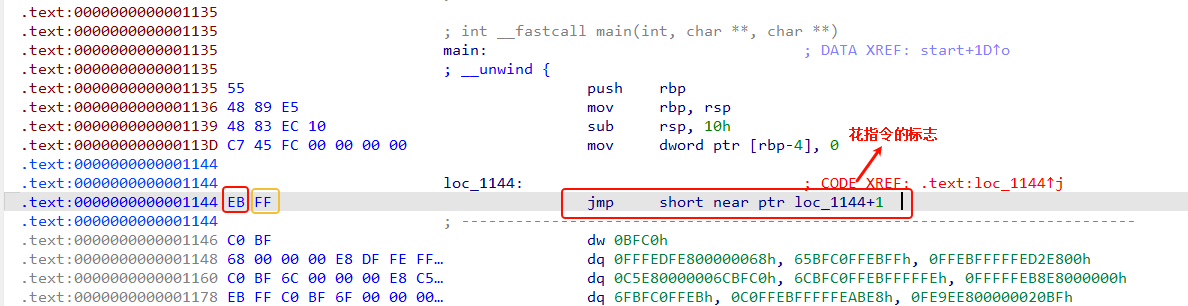 .text:0000000000001135
.text:0000000000001135 ; int __fastcall main(int, char **, char **)
.text:0000000000001135 main: ; DATA XREF: start+1D↑o
.text:0000000000001135 ; __unwind {
.text:0000000000001135 55 push rbp
.text:0000000000001136 48 89 E5 mov rbp, rsp
.text:0000000000001139 48 83 EC 10 sub rsp, 10h
花指令的标志
.text:000000000000113D C7 45 FC 00 00 00 00 mov dword ptr [rbp-4], 0
.text:0000000000001144
.text:0000000000001144 loc_1144: ; CODE XREF: .text:loc_1144↑j
.text:0000000000001144 EB FF jmp short near ptr loc_1144+1
.text:0000000000001144 ; ---------------------------------------------------------------------------
.text:0000000000001146 C0 BF dw 0BFC0h
.text:0000000000001148 68 00 00 00 E8 DF FE FF… dq 0FFFEDFE800000068h, 65BFC0FFEBFFh, 0FFEBFFFFFED2E800h
.text:0000000000001160 C0 BF 6C 00 00 00 E8 C5… dq 0C5E80000006CBFC0h, 6CBFC0FFEBFFFFFEh, 0FFFFFEB8E8000000h
.text:0000000000001178 EB FF C0 BF 6F 00 00 00… dq 6FBFC0FFEBh, 0C0FFEBFFFFFEABE8h, 0FE9EE800000020BFh